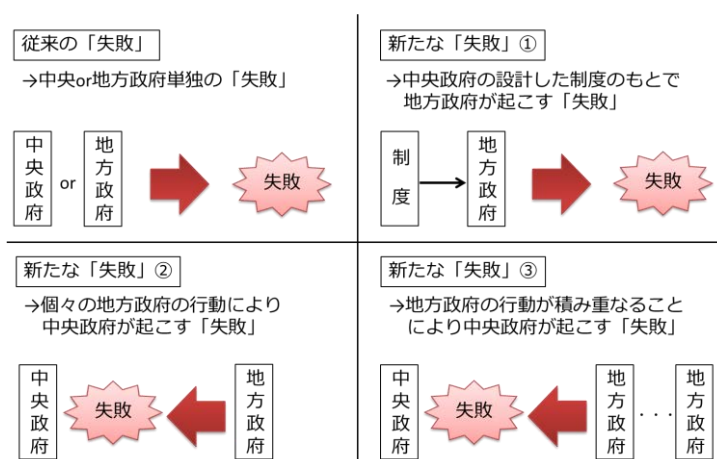 従来の「失敗」
→中央or地方政府単独の「失敗」
中央政府
or
地方政府
失敗
新たな「失敗」①
→中央政府の設計した制度のもとで
地方政府が起こす「失敗」
制度
地方政府
失敗
新たな「失敗」②
→個々の地方政府の行動により
中央政府が起こす「失敗」
中央政府
失敗
地方政府
新たな「失敗」③
→地方政府の行動が積み重なること
により中央政府が起こす「失敗」
中央政府
失敗
地方政府
・・・
地方政府